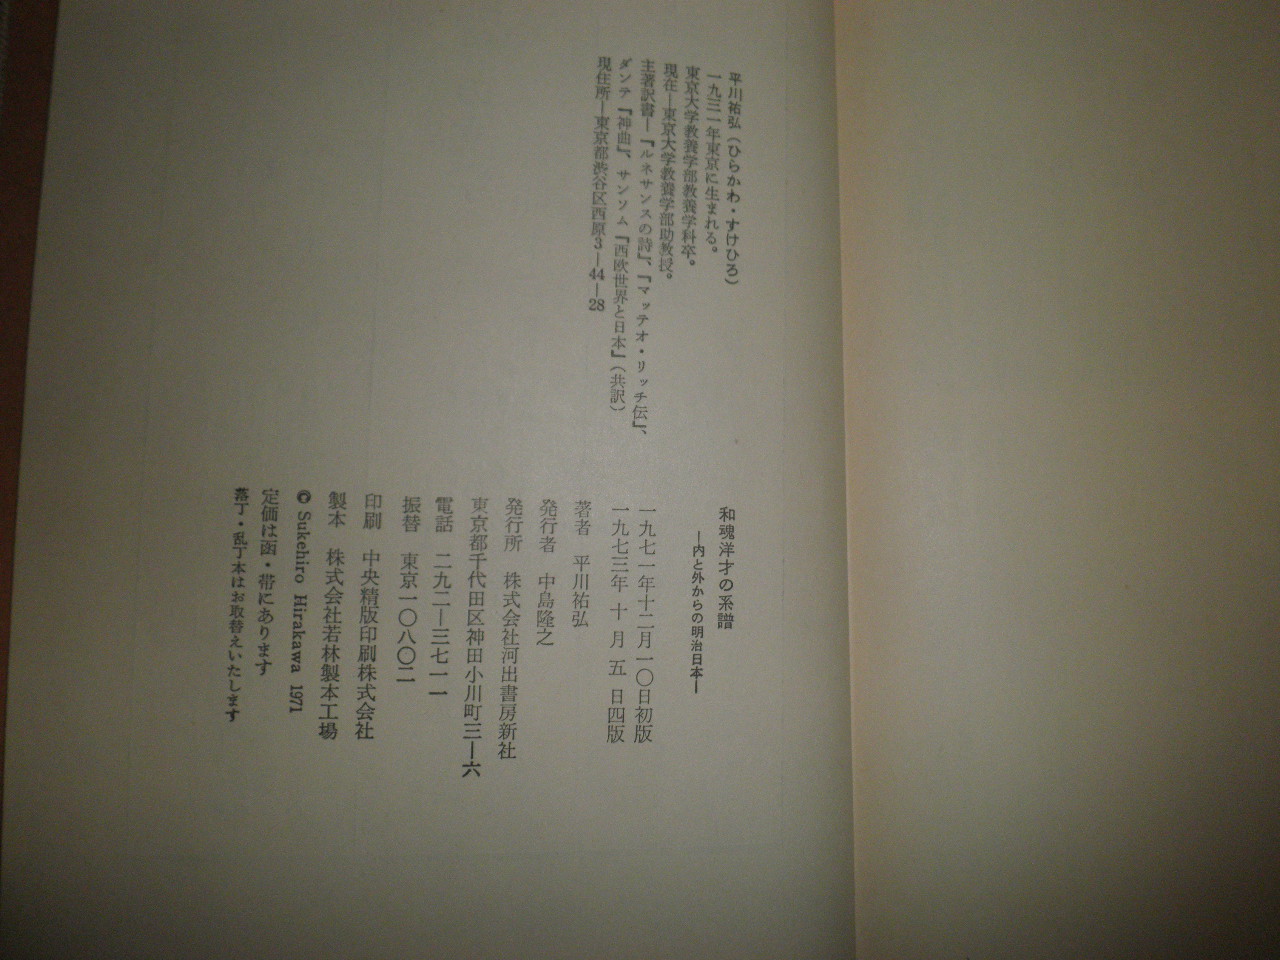 平川祐弘（ひらかわ・すけひろ）
一九三一年東京に生まれる。
東京大学教養学部教養学科卒。
現在―東京大学教養学部助教授。
主著訳書―『ルネサンスの詩』、『マッテオ・リッチ伝』、
ダンテ『神曲』、サンソム『西欧世界と日本』（共訳）
現住所―東京都渋谷区西原3―44―28
和魂洋才の系譜
―内と外からの明治日本―
一九七一年十二月一〇日初版
一九七三年 十 月 五 日四版
著者　平川祐弘
発行者　中島隆之
発行所　株式会社河出書房新社
東京都千代田区神田小川町三―六
電話　二九二―三七一一
振替　東京一〇八〇二
印刷　中央精版印刷株式会社
製本　株式会社若林製本工場
© Sukehiro Hirakawa 1971
定価は函・帯にあります
落丁・乱丁本はお取替えいたします